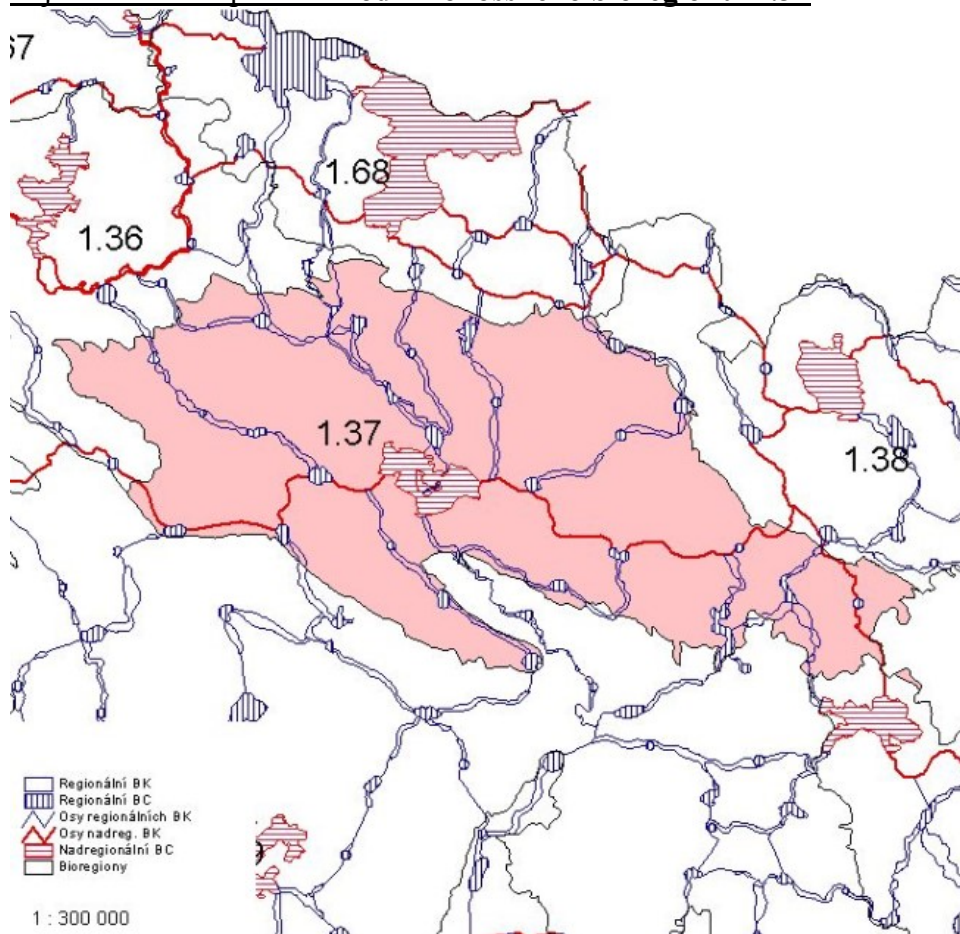 67
1.68
1.36
1.37
1.38
Regionální BK
Regionální BC
Osy regionálních BK
Osy nadreg. BK
Nadregionální BC
Bioregiony
1 : 300 000